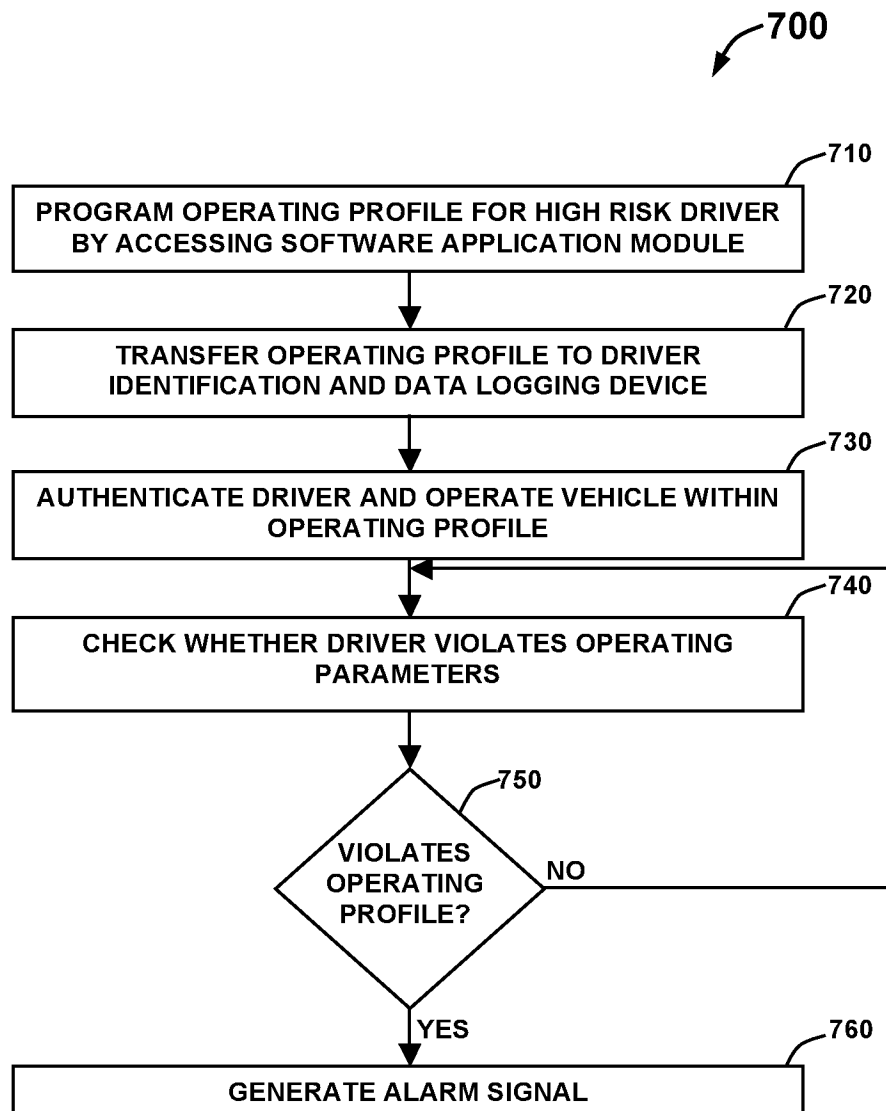 700
710
PROGRAM OPERATING PROFILE FOR HIGH RISK DRIVER
BY ACCESSING SOFTWARE APPLICATION MODULE
720
TRANSFER OPERATING PROFILE TO DRIVER
IDENTIFICATION AND DATA LOGGING DEVICE
730
AUTHENTICATE DRIVER AND OPERATE VEHICLE WITHIN
OPERATING PROFILE
740
CHECK WHETHER DRIVER VIOLATES OPERATING
PARAMETERS
750
VIOLATES
OPERATING
PROFILE?
NO
YES
760
GENERATE ALARM SIGNAL